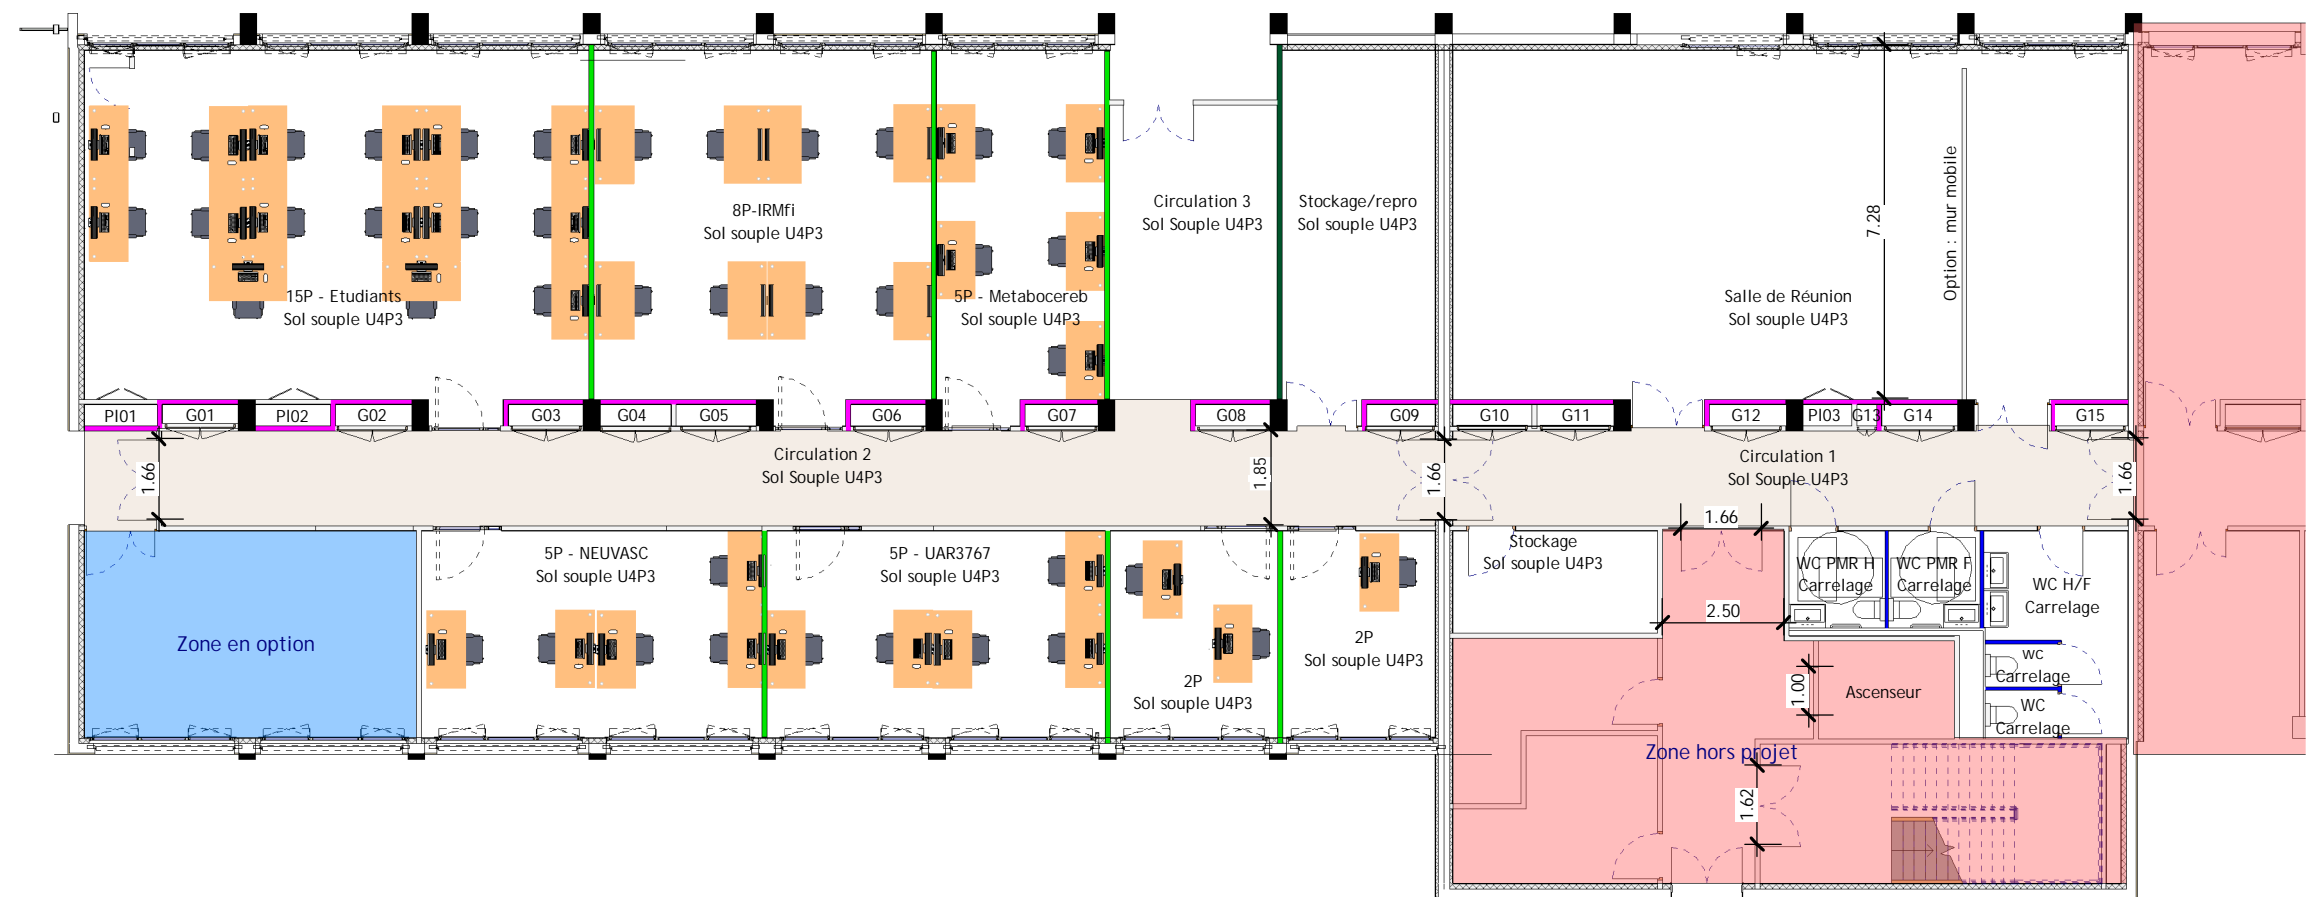 Circulation 3
Sol Souple U4P3
Stockage/repro
Sol Souple U4P3
8P-IRMfi
Sol souple U4P3
7.28
Option : mur mobile
15P - Etudiants
Sol souple U4P3
5P - Metabocereb
Sol souple U4P3
Salle de Réunion
Sol souple U4P3
PI01
G01
PI02
G02
G03
G04
G05
G06
G07
G08
G09
G10
G11
G12
PI03
G13
G14
G15
1.66
Circulation 2
Sol Souple U4P3
1.85
1.66
Circulation 1
Sol Souple U4P3
1.66
1.66
5P - NEUVASC
Sol souple U4P3
5P - UAR3767
Sol souple U4P3
Stockage
Sol souple U4P3
WC PMR H
Carrelage
WC PMR F
Carrelage
WC H/F
Carrelage
2.50
Zone en option
2P
Sol souple U4P3
2P
Sol souple U4P3
wc
Carrelage
1.00
Ascenseur
WC
Carrelage
Zone hors projet
1.62